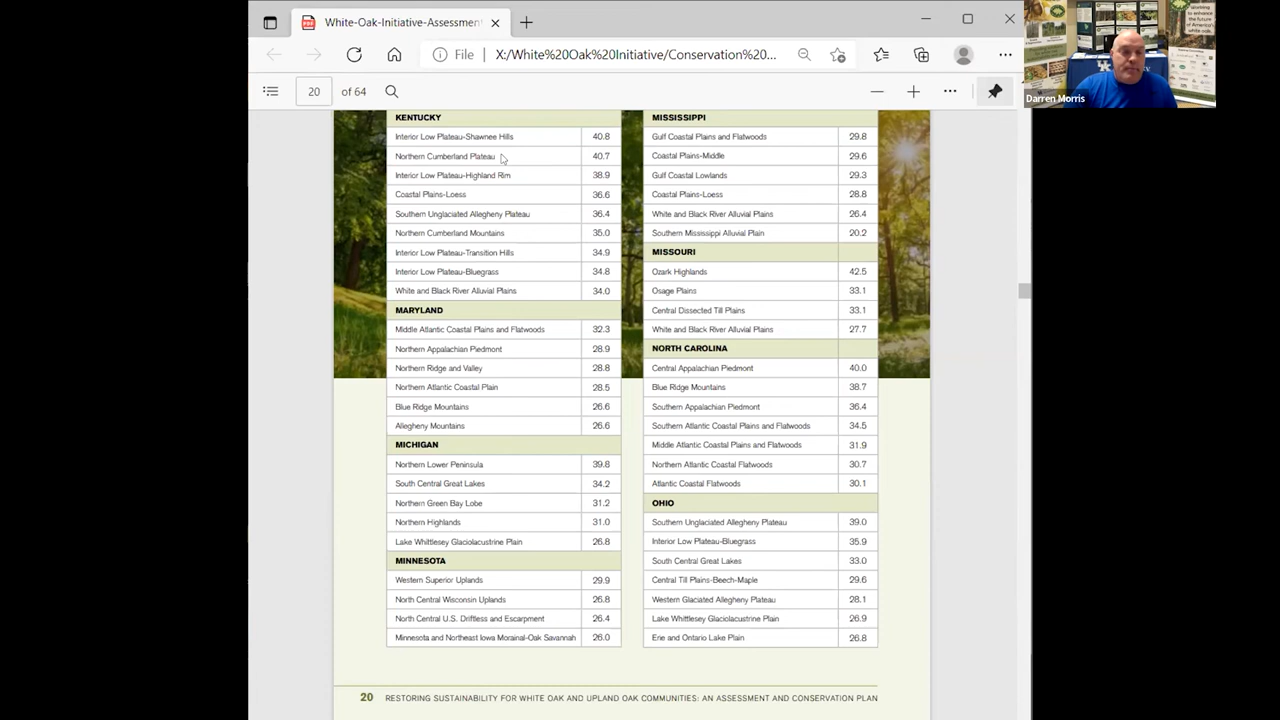 White-Oak-Initiative-Assessment
File
White%20Oak%20Initiative/Conservation%20...
20 of 64
Darren Morris
KENTUCKY
Interior Low Plateau-Shawnee Hills 40.8
Northern Cumberland Plateau 40.7
Interior Low Plateau-Highland Rim 38.9
Coastal Plains-Loess 36.6
Southern Unglaciated Allegheny Plateau 36.4
Northern Cumberland Mountains 35.0
Interior Low Plateau-Transition Hills 34.9
Interior Low Plateau-Bluegrass 34.8
White and Black River Alluvial Plains 34.0
MARYLAND
Middle Atlantic Coastal Plains and Flatwoods 32.3
Northern Appalachian Piedmont 28.9
Northern Ridge and Valley 28.8
Northern Atlantic Coastal Plain 28.5
Blue Ridge Mountains 26.6
Allegheny Mountains 26.6
MICHIGAN
Northern Lower Peninsula 39.8
South Central Great Lakes 34.2
Northern Green Bay Lobe 31.2
Northern Highlands 31.0
Lake Whittlesey Glaciolacustrine Plain 26.8
MINNESOTA
Western Superior Uplands 29.9
North Central Wisconsin Uplands 26.8
North Central U.S. Driftless and Escarpment 26.4
Minnesota and Northeast Iowa Morainal-Oak Savannah 26.0
MISSISSIPPI
Gulf Coastal Plains and Flatwoods 29.8
Coastal Plains-Middle 29.6
Gulf Coastal Lowlands 29.3
Coastal Plains-Loess 28.8
White and Black River Alluvial Plains 26.4
Southern Mississippi Alluvial Plain 20.2
MISSOURI
Ozark Highlands 42.5
Osage Plains 33.1
Central Dissected Till Plains 33.1
White and Black River Alluvial Plains 27.7
NORTH CAROLINA
Central Appalachian Piedmont 40.0
Blue Ridge Mountains 38.7
Southern Appalachian Piedmont 36.4
Southern Atlantic Coastal Plains and Flatwoods 34.5
Middle Atlantic Coastal Plains and Flatwoods 31.9
Northern Atlantic Coastal Flatwoods 30.7
Atlantic Coastal Flatwoods 30.1
OHIO
Southern Unglaciated Allegheny Plateau 39.0
Interior Low Plateau-Bluegrass 35.9
South Central Great Lakes 33.0
Central Till Plains-Beech-Maple 29.6
Western Glaciated Allegheny Plateau 28.1
Lake Whittlesey Glaciolacustrine Plain 26.9
Erie and Ontario Lake Plain 26.8
20 RESTORING SUSTAINABILITY FOR WHITE OAK AND UPLAND OAK COMMUNITIES: AN ASSESSMENT AND CONSERVATION PLAN